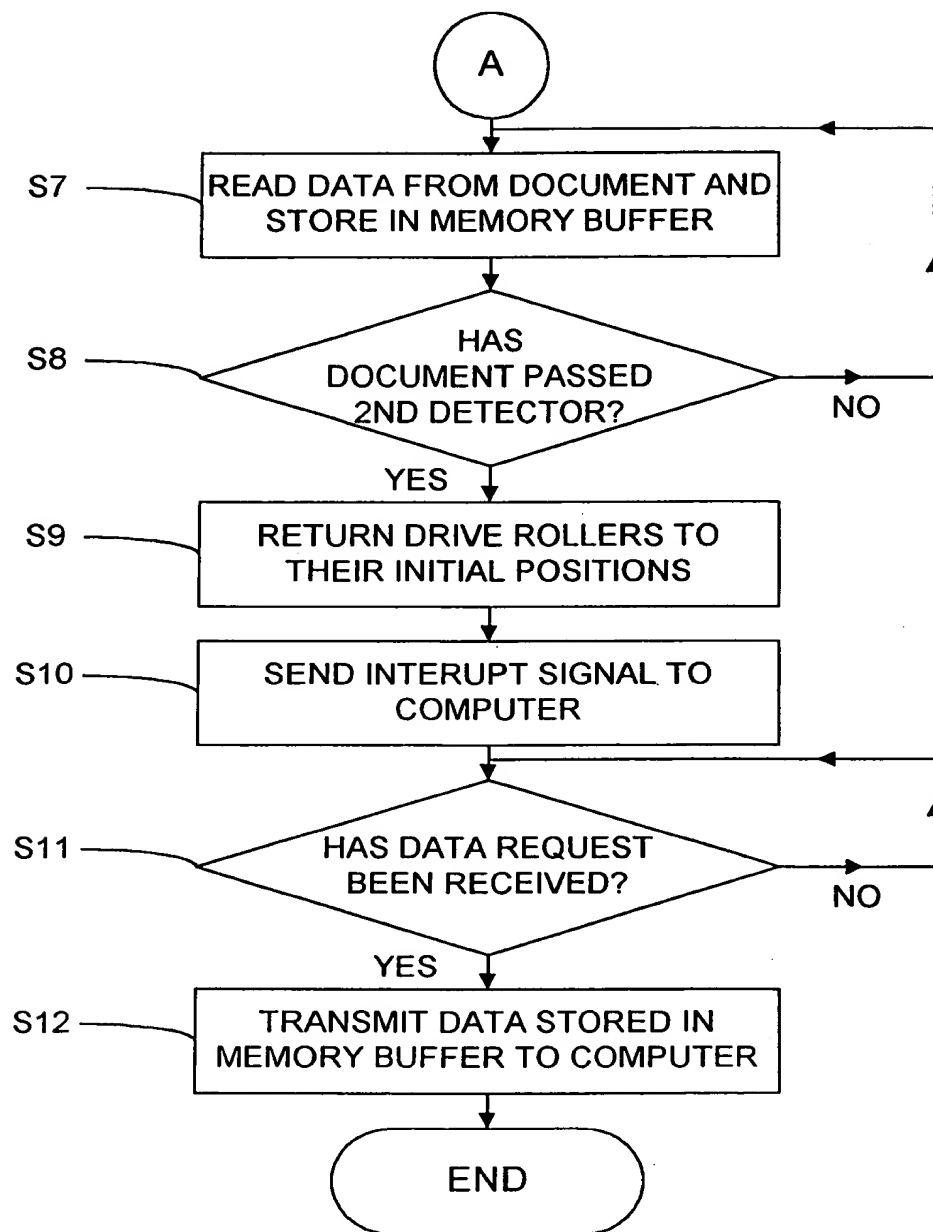 A
S7
READ DATA FROM DOCUMENT AND
STORE IN MEMORY BUFFER
S8
HAS
DOCUMENT PASSED
2ND DETECTOR?
NO
YES
S9
RETURN DRIVE ROLLERS TO
THEIR INITIAL POSITIONS
S10
SEND INTERUPT SIGNAL TO
COMPUTER
S11
HAS DATA REQUEST
BEEN RECEIVED?
NO
YES
S12
TRANSMIT DATA STORED IN
MEMORY BUFFER TO COMPUTER
END